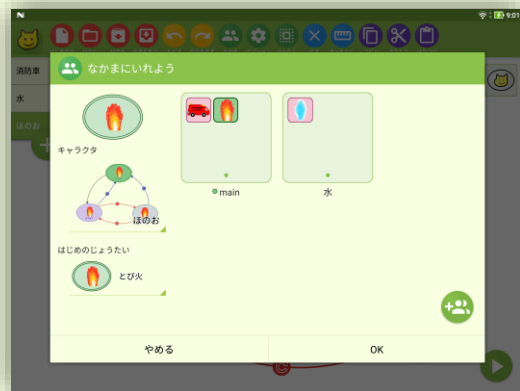 9:01
なかまにいれよう
消防車
水
ほのお
キャラクタ
ほのお
はじめのじょうたい
とび火
main
水
やめる
OK